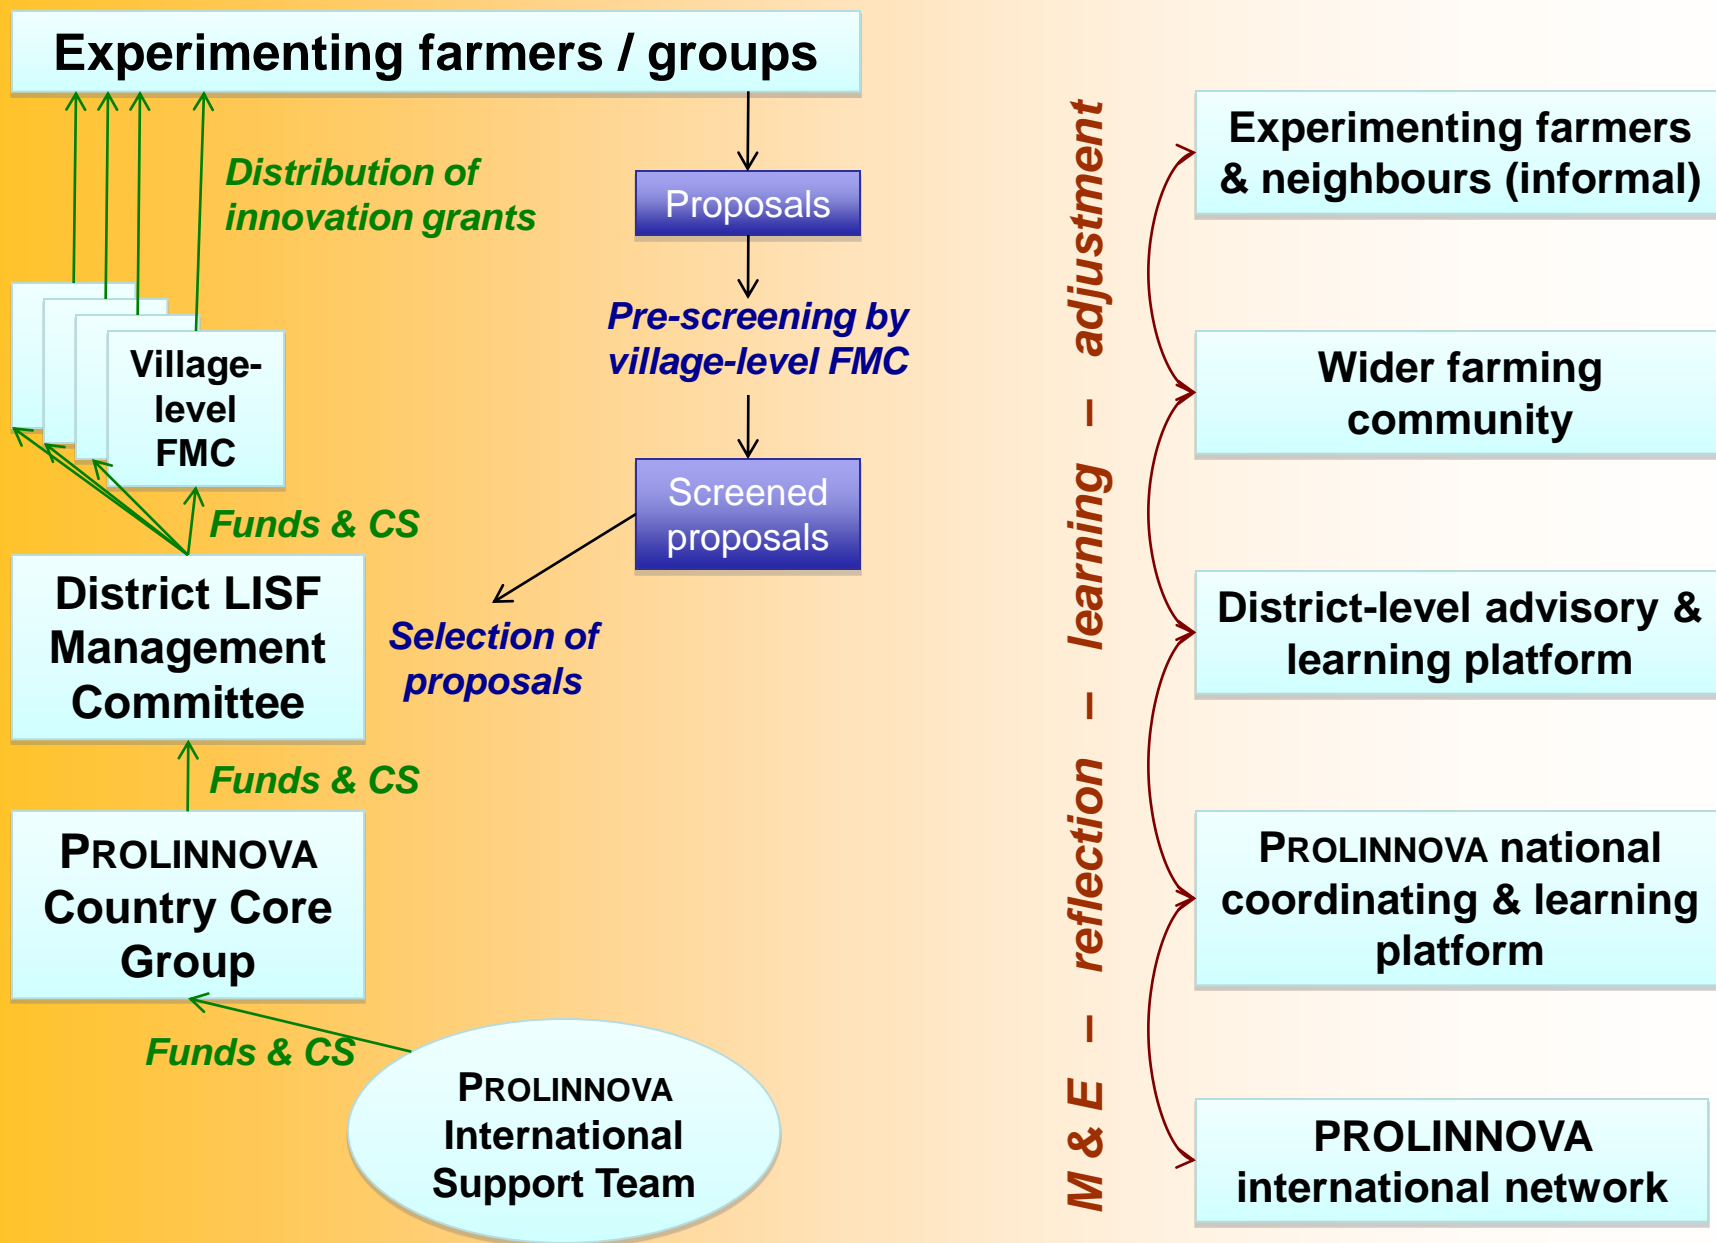 Experimenting farmers / groups
Distribution of
innovation grants
Proposals
Pre-screening by
village-level FMC
Village-
level
FMC
Screened
proposals
Funds & CS
District LISF
Management
Committee
Selection of
proposals
Funds & CS
PROLINNOVA
Country Core
Group
Funds & CS
PROLINNOVA
International
Support Team
M & E – reflection – learning – adjustment
Experimenting farmers
& neighbours (informal)
Wider farming
community
District-level advisory &
learning platform
PROLINNOVA national
coordinating & learning
platform
PROLINNOVA
international network